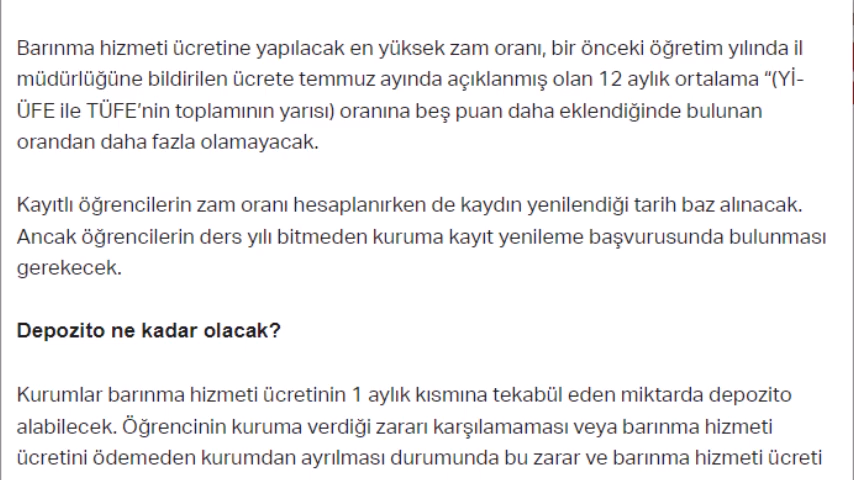 Barınma hizmeti ücretine yapılacak en yüksek zam oranı, bir önceki öğretim yılında il
müdürlüğüne bildirilen ücrete temmuz ayında açıklanmış olan 12 aylık ortalama “(Yİ-
ÜFE ile TÜFE’nin toplamının yarısı) oranına beş puan daha eklendiğinde bulunan
orandan daha fazla olamayacak.
Kayıtlı öğrencilerin zam oranı hesaplanırken de kaydın yenilendiği tarih baz alınacak.
Ancak öğrencilerin ders yılı bitmeden kuruma kayıt yenileme başvurusunda bulunması
gerekecek.
Depozito ne kadar olacak?
Kurumlar barınma hizmeti ücretinin 1 aylık kısmına tekabül eden miktarda depozito
alabilecek. Öğrencinin kuruma verdiği zararı karşılamaması veya barınma hizmeti
ücretini ödemeden kurumdan ayrılması durumunda bu zarar ve barınma hizmeti ücreti